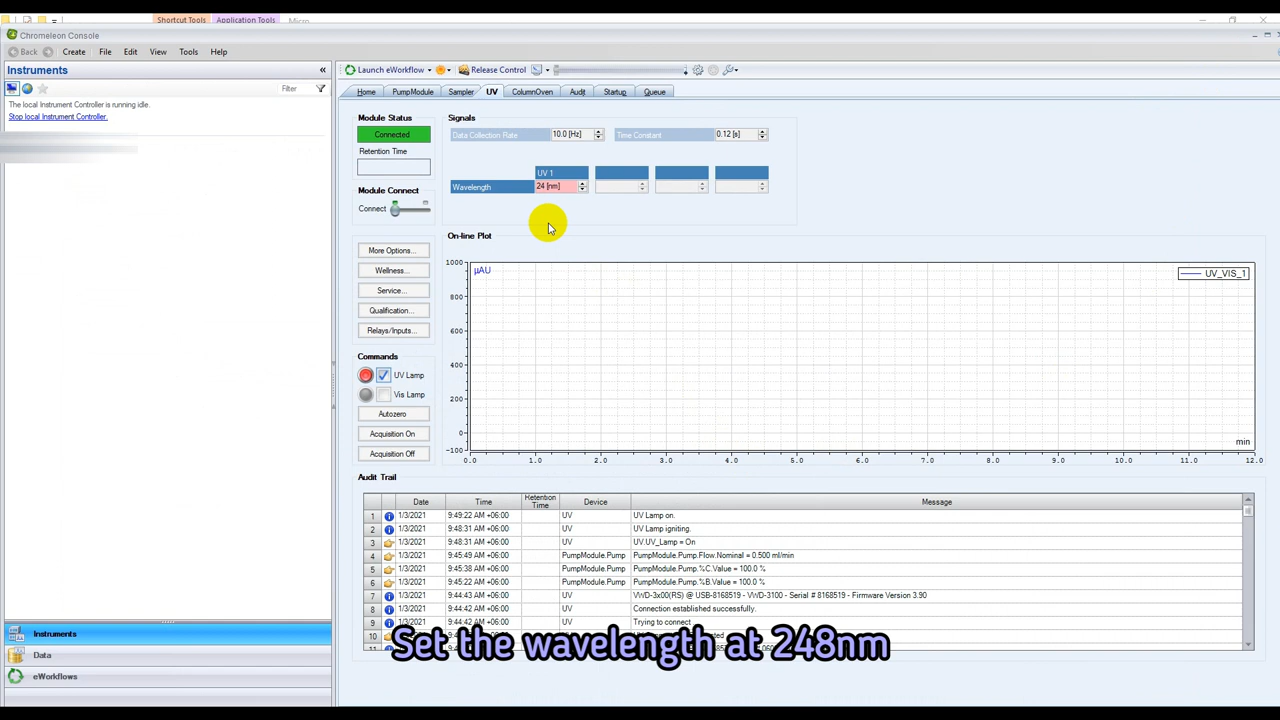 Shortcut Tools Application Tools Micro
Chromeleon Console
Back Create File Edit View Tools Help
Instruments «
Filter
The local Instrument Controller is running idle.
Stop local Instrument Controller.
Launch eWorkflow Release Control
Home PumpModule Sampler UV ColumnOven Audit Startup Queue
Module Status
Connected
Retention Time
Module Connect
Connect
Signals
Data Collection Rate 10.0 [Hz] Time Constant 0.12 [s]
UV 1
Wavelength 24 [nm]
More Options...
Wellness...
Service...
Qualification...
Relays/Inputs...
Commands
UV Lamp
Vis Lamp
Autozero
Acquisition On
Acquisition Off
On-line Plot
1000
µAU
UV_VIS_1
800
600
400
200
0
-100
min
0.0 1.0 2.0 3.0 4.0 5.0 6.0 7.0 8.0 9.0 10.0 11.0 12.0
Audit Trail
Date Time Retention Time Device Message
1 1/3/2021 9:49:22 AM +06:00 UV UV Lamp on.
2 1/3/2021 9:48:31 AM +06:00 UV UV Lamp igniting.
3 1/3/2021 9:48:31 AM +06:00 UV UV.UV_Lamp = On
4 1/3/2021 9:45:49 AM +06:00 PumpModule.Pump PumpModule.Pump.Flow.Nominal = 0.500 ml/min
5 1/3/2021 9:45:38 AM +06:00 PumpModule.Pump PumpModule.Pump.%C.Value = 100.0 %
6 1/3/2021 9:45:22 AM +06:00 PumpModule.Pump PumpModule.Pump.%B.Value = 100.0 %
7 1/3/2021 9:44:43 AM +06:00 UV VWD-3x00(RS) @ USB-8168519 - VWD-3100 - Serial # 8168519 - Firmware Version 3.90
8 1/3/2021 9:44:42 AM +06:00 UV Connection established successfully.
9 1/3/2021 9:44:42 AM +06:00 UV Trying to connect
10 1/3/2021
11
Instruments
Data
eWorkflows
Set the wavelength at 248nm